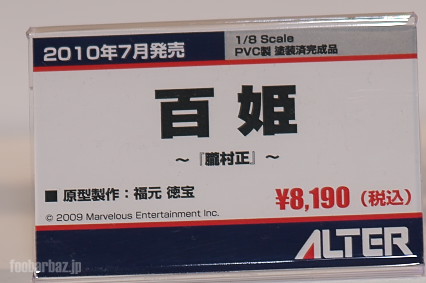 2010年7月発売
1/8 Scale
PVC製 塗装済完成品
百姫
～『朧村正』～
■ 原型製作：福元 徳宝
¥8,190（税込）
© 2009 Marvelous Entertainment Inc.
ALTER
foobarbaz.jp